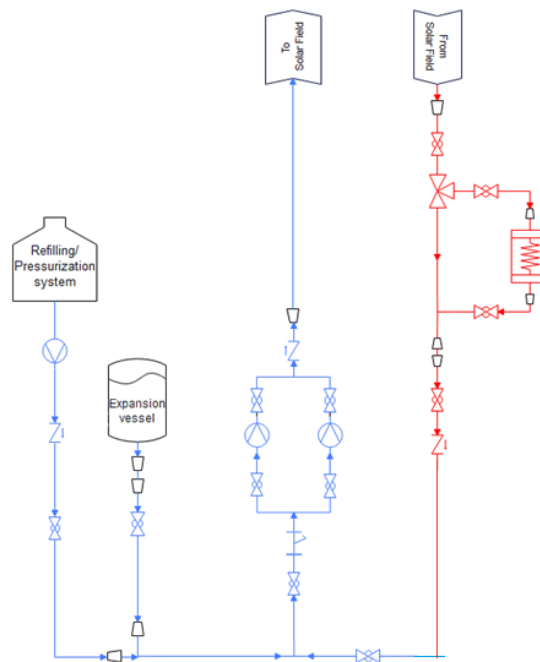 To
Solar Field
From
Solar Field
Refilling/
Pressurization
system
Expansion
vessel